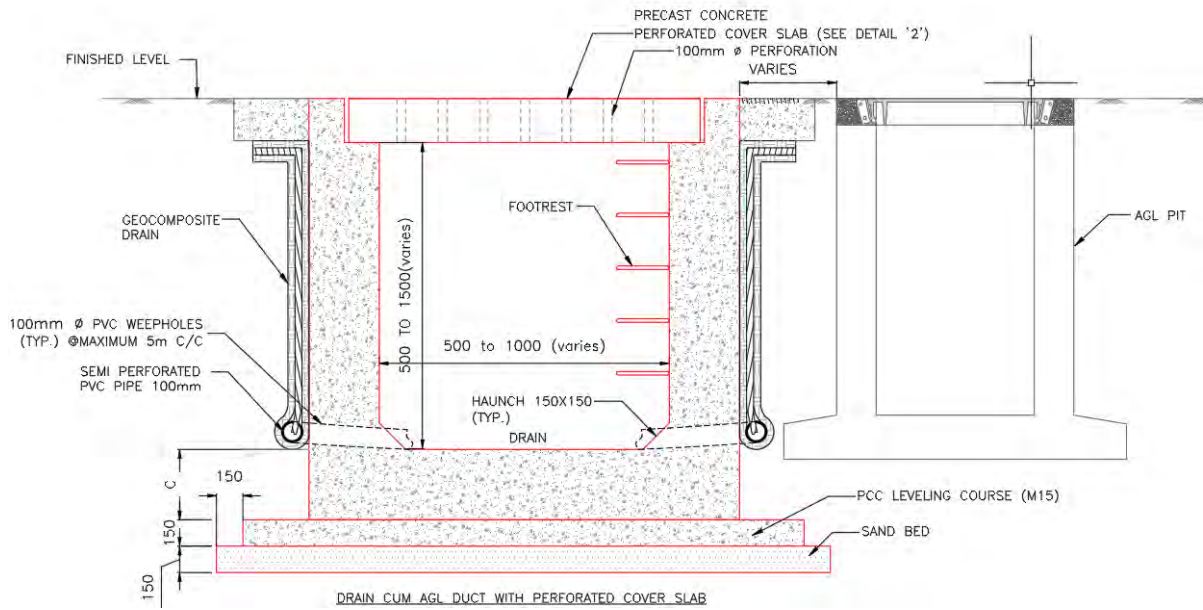 PRECAST CONCRETE
PERFORATED COVER SLAB (SEE DETAIL '2')
100mm ø PERFORATION
VARIES
FINISHED LEVEL
GEOCOMPOSITE
DRAIN
FOOTREST
AGL PIT
500 TO 1500(varies)
100mm Ø PVC WEEPHOLES
(TYP.) @MAXIMUM 5m C/C
500 to 1000 (varies)
SEMI PERFORATED
PVC PIPE 100mm
HAUNCH 150X150
(TYP.)
DRAIN
C
150
PCC LEVELING COURSE (M15)
150
SAND BED
150
DRAIN CUM AGL DUCT WITH PERFORATED COVER SLAB